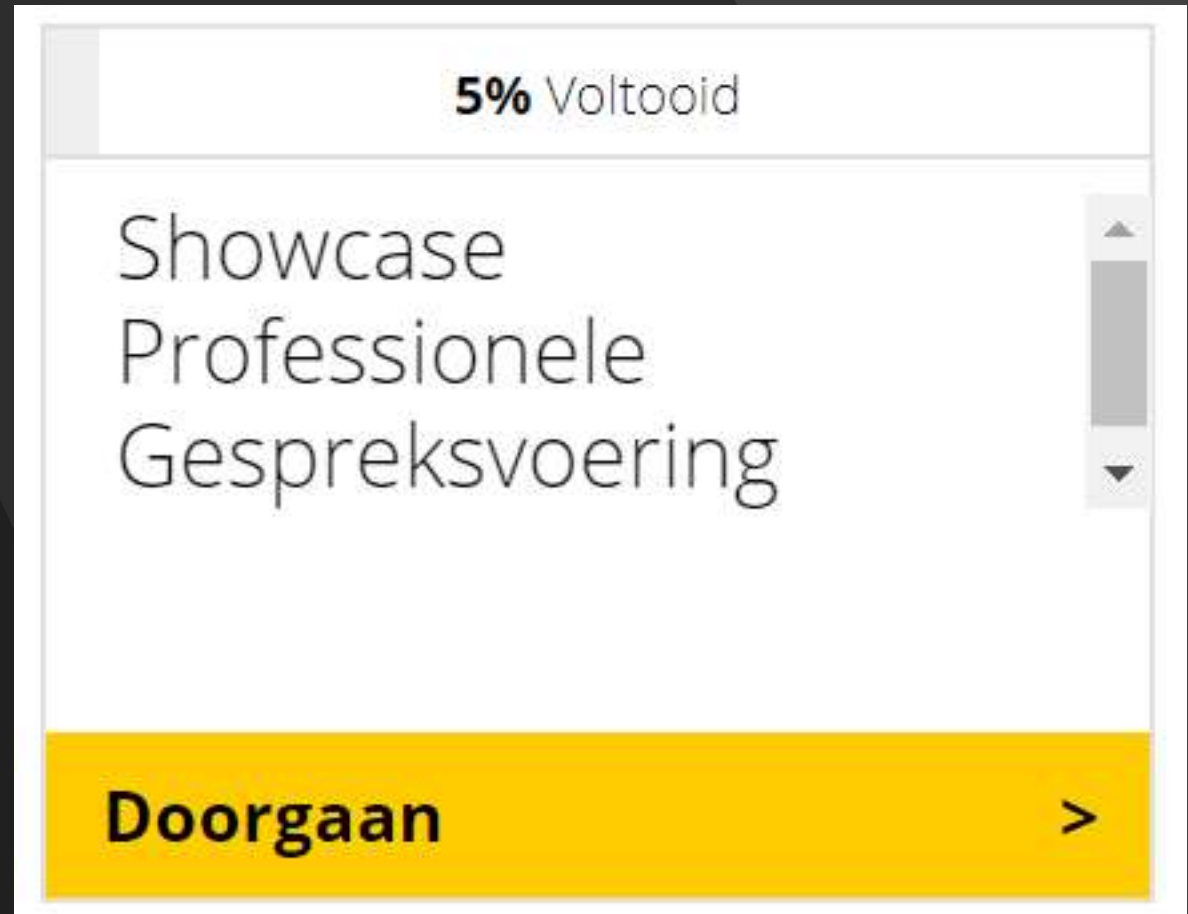 5% Voltooid
Showcase
Professionele
Gespreksvoering
Doorgaan >